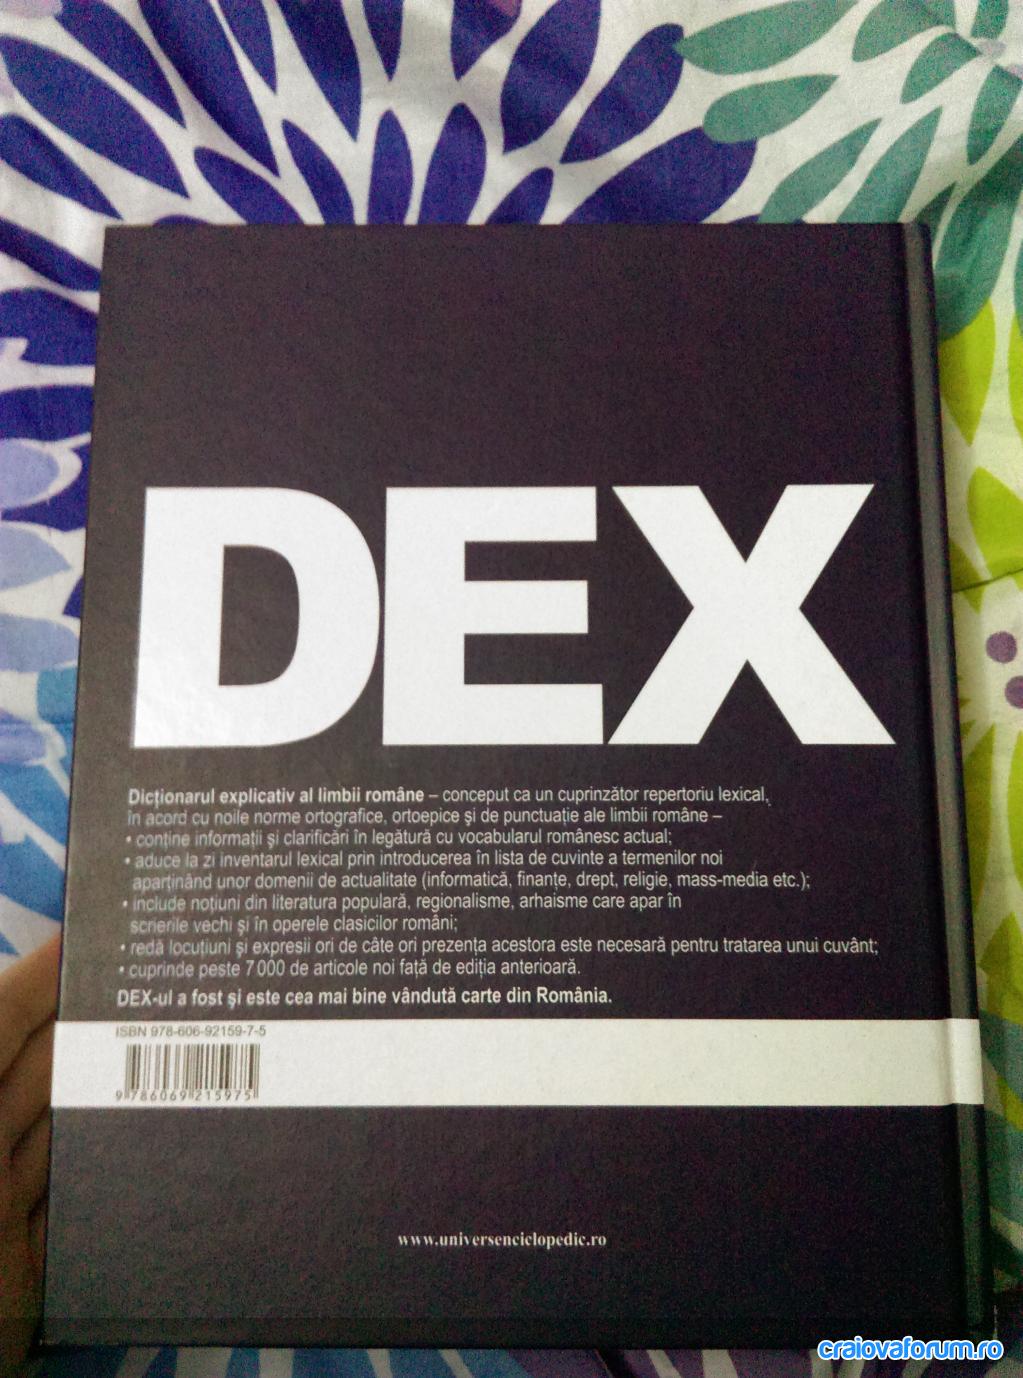 DEX
Dicționarul explicativ al limbii române – conceput ca un cuprinzător repertoriu lexical,
în acord cu noile norme ortografice, ortoepice și de punctuație ale limbii române –
• conține informații și clarificări în legătură cu vocabularul românesc actual;
• aduce la zi inventarul lexical prin introducerea în lista de cuvinte a termenilor noi
aparținând unor domenii de actualitate (informatică, finanțe, drept, religie, mass-media etc.);
• include noțiuni din literatura populară, regionalisme, arhaisme care apar în
scrierile vechi și în operele clasicilor români;
• redă locuțiuni și expresii ori de câte ori prezența acestora este necesară pentru tratarea unui cuvânt;
• cuprinde peste 7 000 de articole noi față de ediția anterioară.
DEX-ul a fost și este cea mai bine vândută carte din România.
ISBN 978-606-92159-7-5
9 786069 215975
www.universenciclopedic.ro
craiovaforum.ro